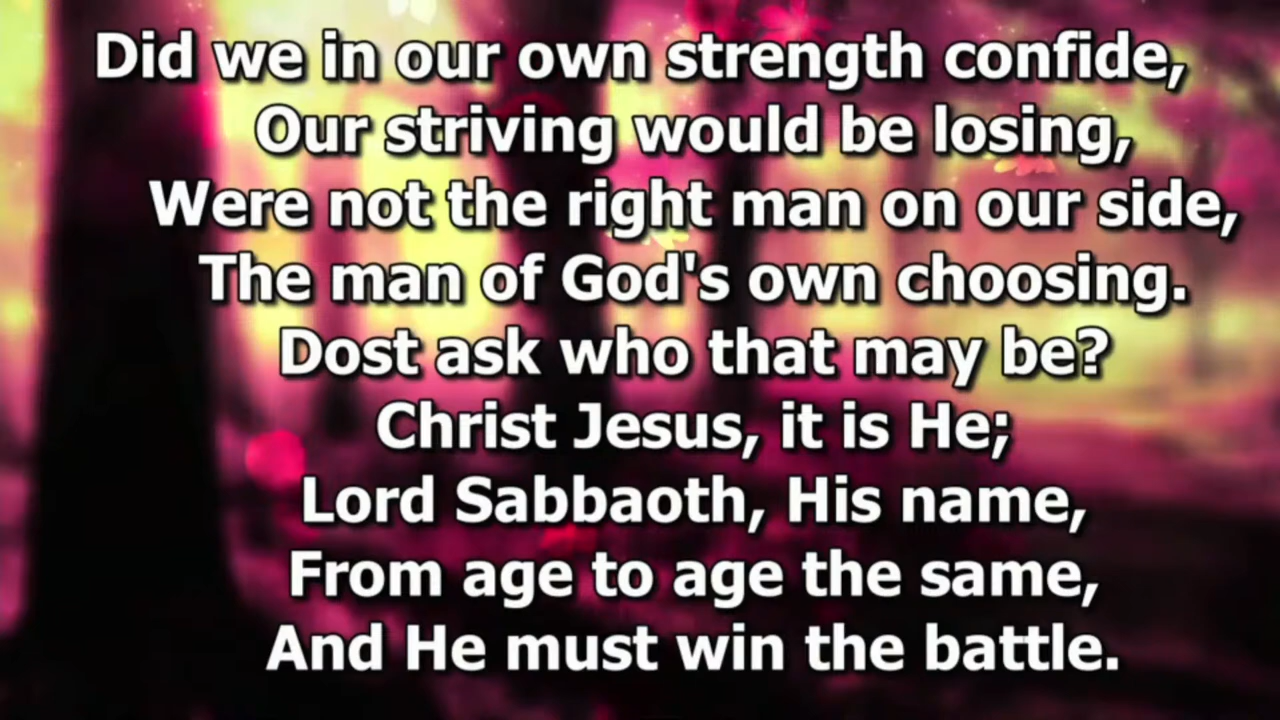 Did we in our own strength confide,
Our striving would be losing,
Were not the right man on our side,
The man of God's own choosing.
Dost ask who that may be?
Christ Jesus, it is He;
Lord Sabbaoth, His name,
From age to age the same,
And He must win the battle.